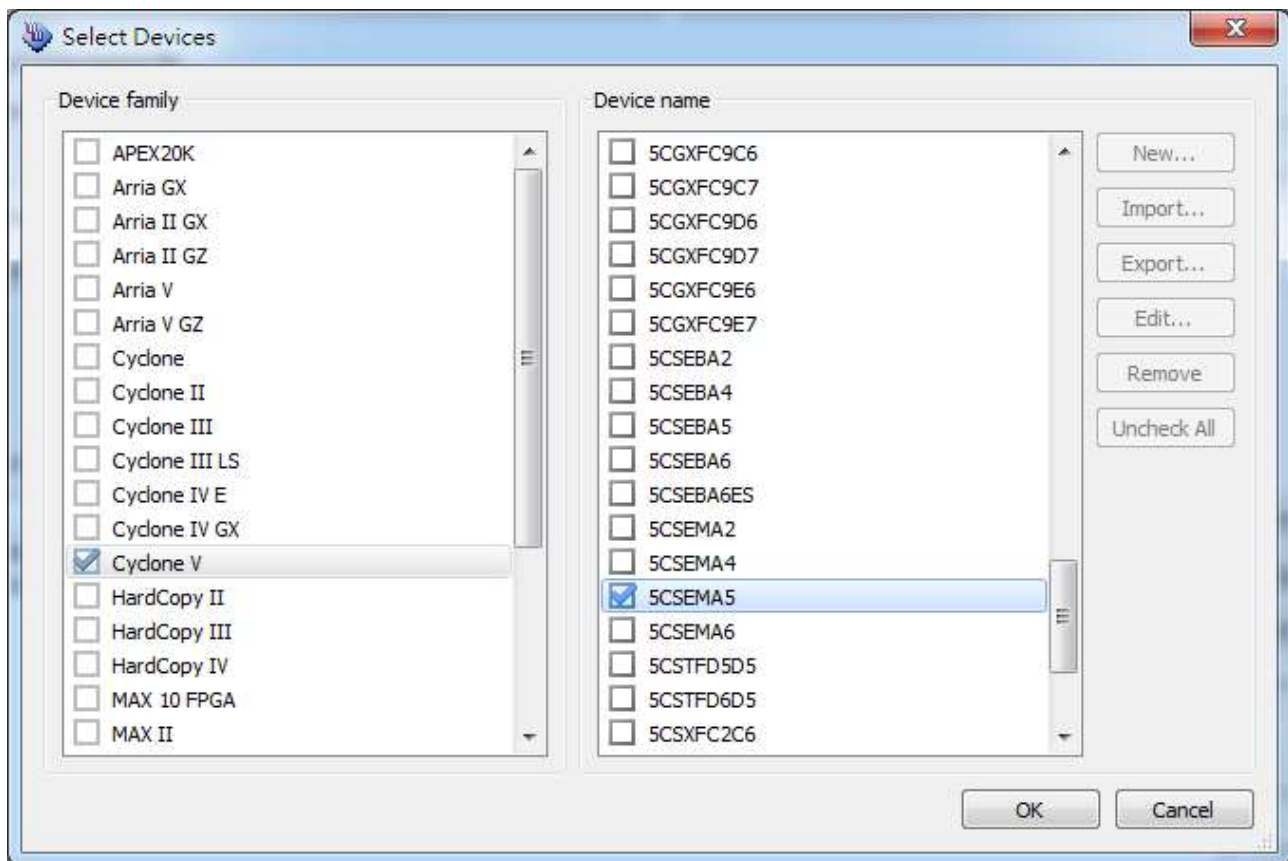 Select Devices
Device family
APEX20K
Arria GX
Arria II GX
Arria II GZ
Arria V
Arria V GZ
Cyclone
Cyclone II
Cyclone III
Cyclone III LS
Cyclone IV E
Cyclone IV GX
Cyclone V
HardCopy II
HardCopy III
HardCopy IV
MAX 10 FPGA
MAX II
Device name
5CGXFC9C6
5CGXFC9C7
5CGXFC9D6
5CGXFC9D7
5CGXFC9E6
5CGXFC9E7
5CSEBA2
5CSEBA4
5CSEBA5
5CSEBA6
5CSEBA6ES
5CSEMA2
5CSEMA4
5CSEMA5
5CSEMA6
5CSTFD5D5
5CSTFD6D5
5CSXFC2C6
New...
Import...
Export...
Edit...
Remove
Uncheck All
OK
Cancel